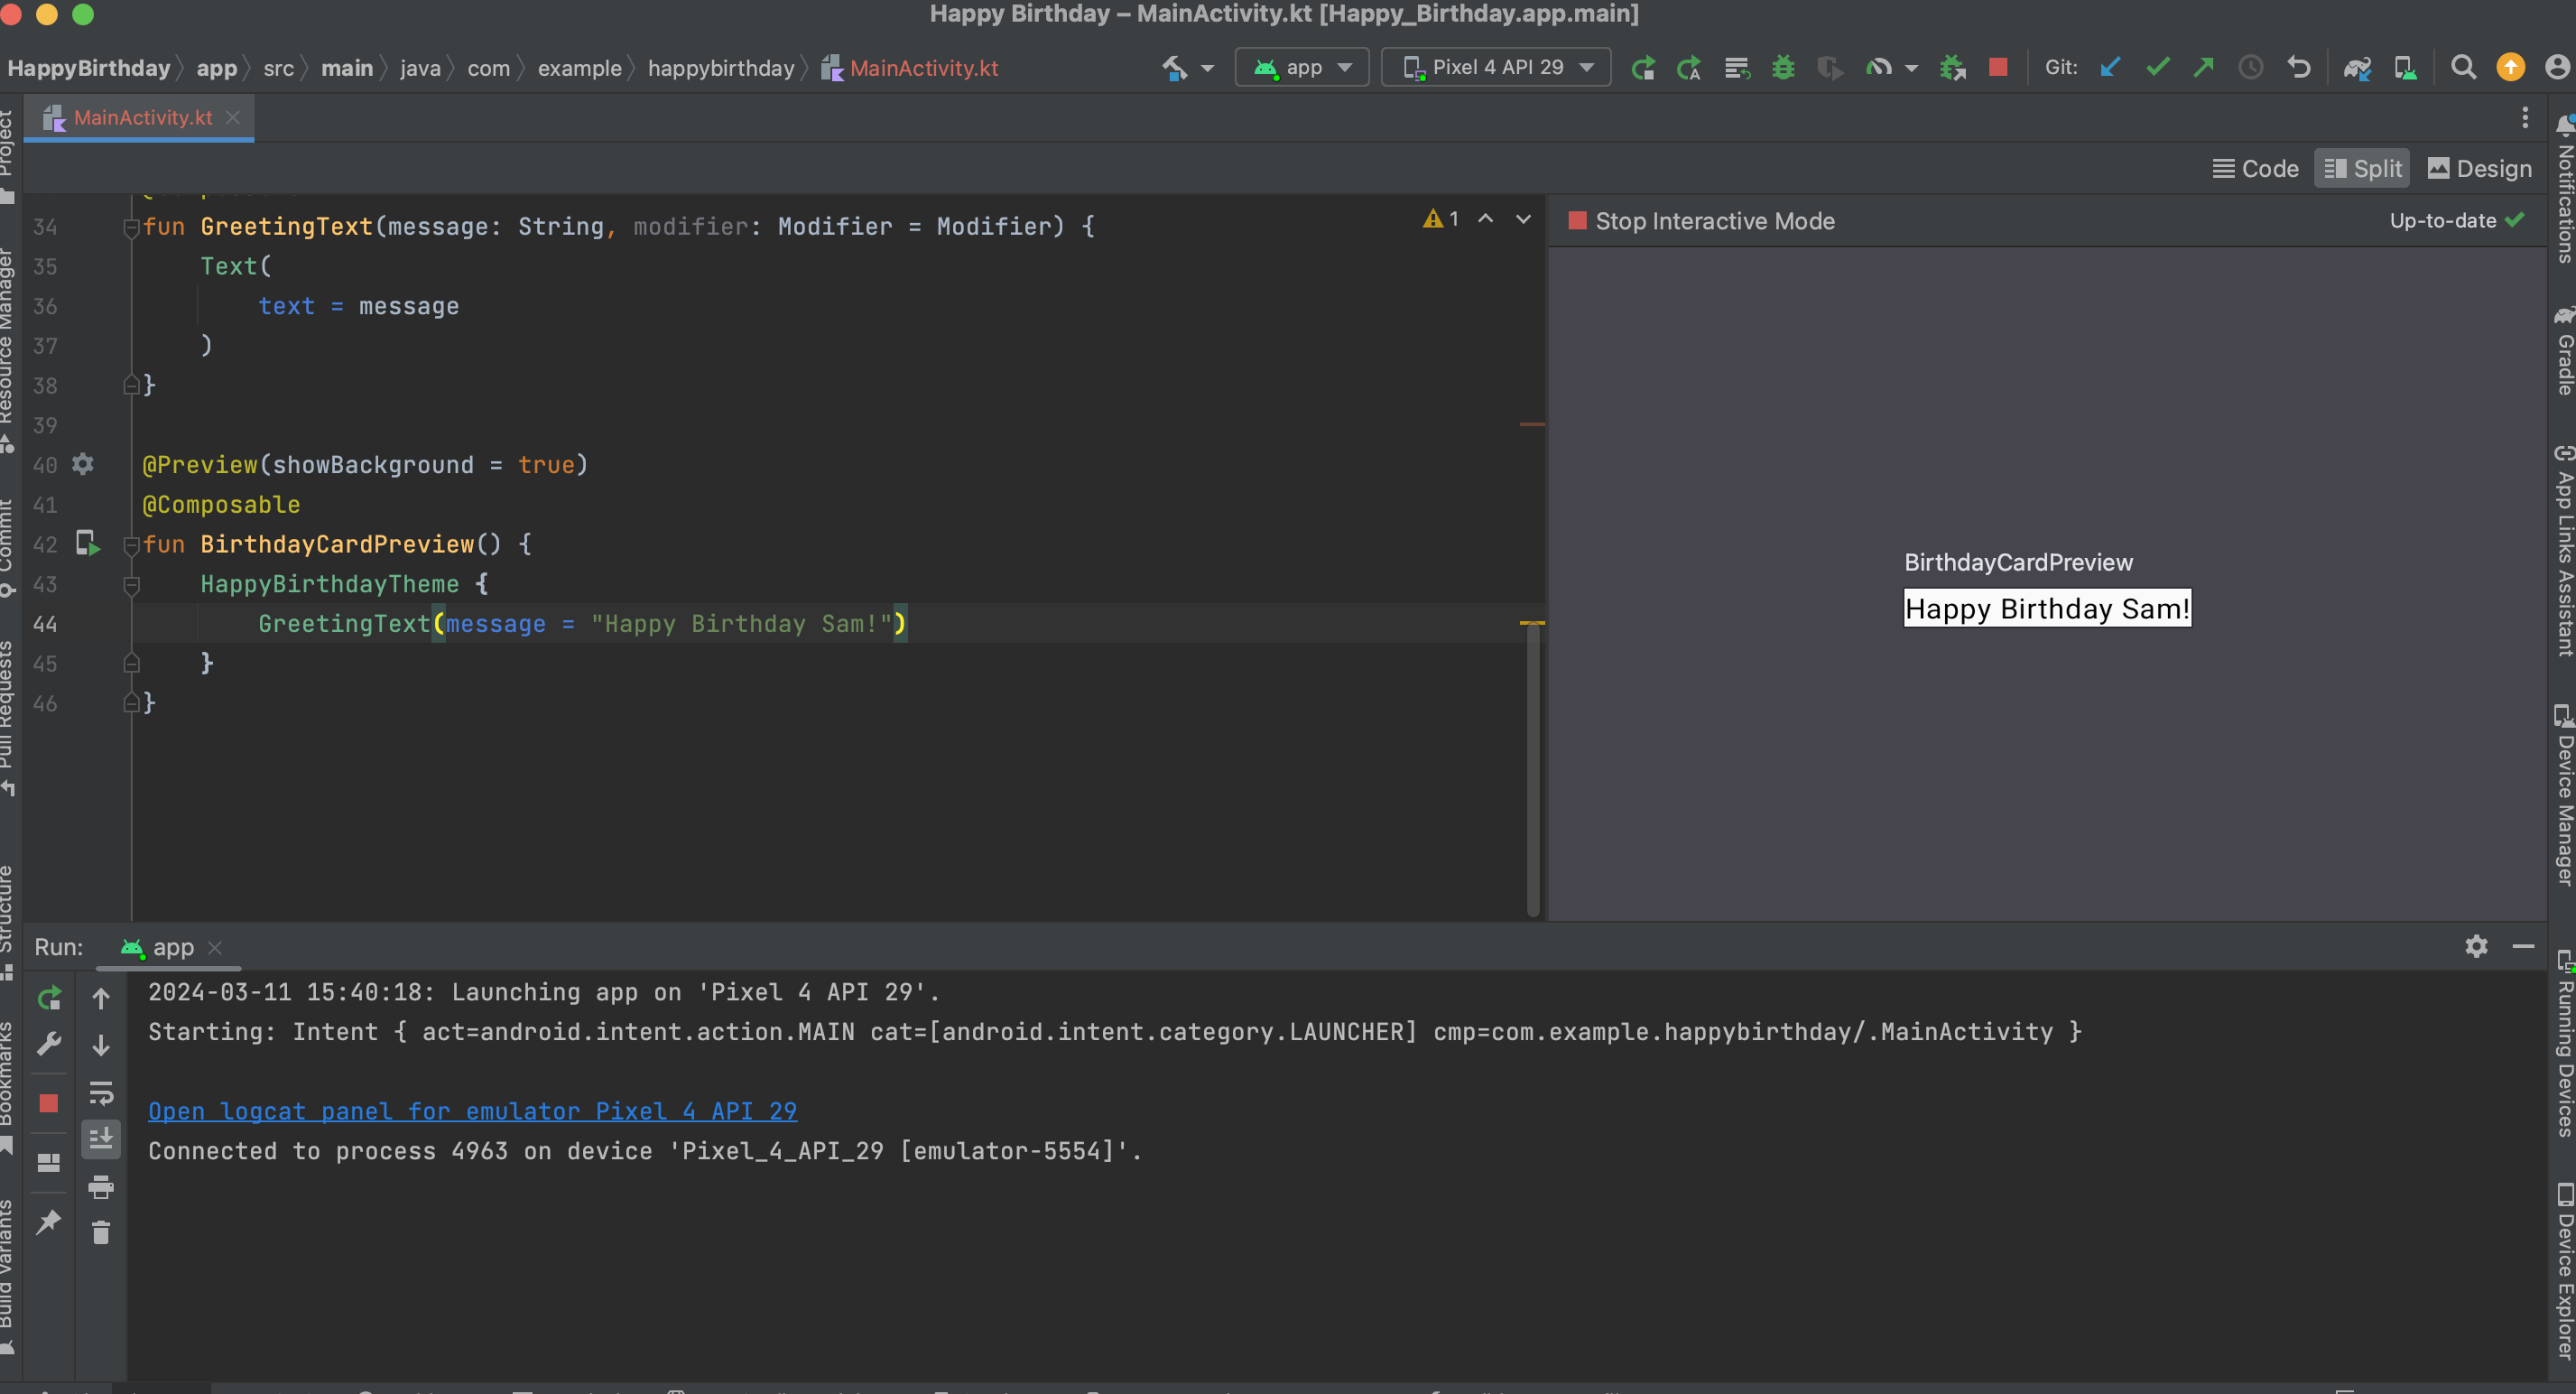 Happy Birthday – MainActivity.kt [Happy_Birthday.app.main]
HappyBirthday app src main java com example happybirthday MainActivity.kt
app
Pixel 4 API 29
Git:
MainActivity.kt
Code Split Design
1
Stop Interactive Mode
Up-to-date
34 fun GreetingText(message: String, modifier: Modifier = Modifier) {
35 Text(
36 text = message
37 )
38 }
39
40 @Preview(showBackground = true)
41 @Composable
42 fun BirthdayCardPreview() {
43 HappyBirthdayTheme {
44 GreetingText(message = "Happy Birthday Sam!")
45 }
46 }
BirthdayCardPreview
Happy Birthday Sam!
Run: app
2024-03-11 15:40:18: Launching app on 'Pixel 4 API 29'.
Starting: Intent { act=android.intent.action.MAIN cat=[android.intent.category.LAUNCHER] cmp=com.example.happybirthday/.MainActivity }
Open logcat panel for emulator Pixel 4 API 29
Connected to process 4963 on device 'Pixel_4_API_29 [emulator-5554]'.
Project
Resource Manager
Commit
Pull Requests
Structure
Bookmarks
Build Variants
Notifications
Gradle
App Links Assistant
Device Manager
Running Devices
Device Explorer